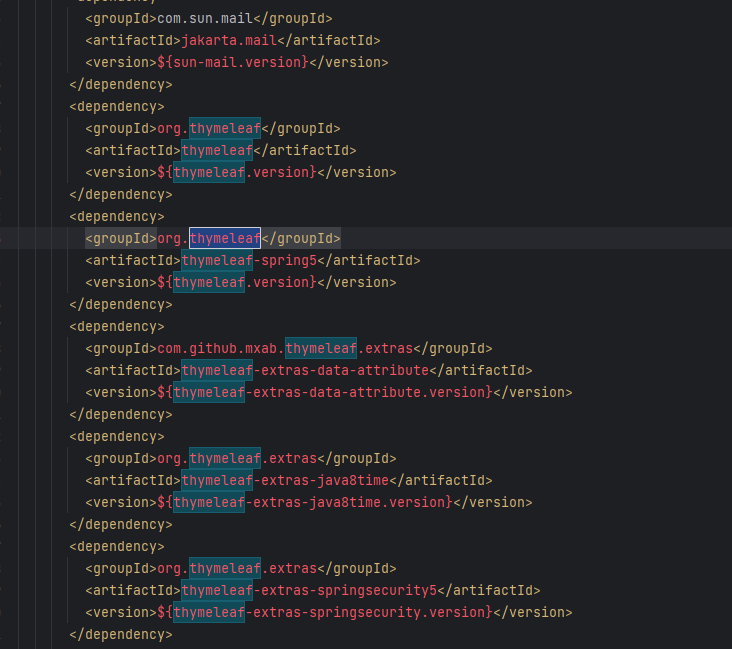 <dependency>
<groupId>com.sun.mail</groupId>
<artifactId>jakarta.mail</artifactId>
<version>${sun-mail.version}</version>
</dependency>
<dependency>
<groupId>org.thymeleaf</groupId>
<artifactId>thymeleaf</artifactId>
<version>${thymeleaf.version}</version>
</dependency>
<dependency>
<groupId>org.thymeleaf</groupId>
<artifactId>thymeleaf-spring5</artifactId>
<version>${thymeleaf.version}</version>
</dependency>
<dependency>
<groupId>com.github.mxab.thymeleaf.extras</groupId>
<artifactId>thymeleaf-extras-data-attribute</artifactId>
<version>${thymeleaf-extras-data-attribute.version}</version>
</dependency>
<dependency>
<groupId>org.thymeleaf.extras</groupId>
<artifactId>thymeleaf-extras-java8time</artifactId>
<version>${thymeleaf-extras-java8time.version}</version>
</dependency>
<dependency>
<groupId>org.thymeleaf.extras</groupId>
<artifactId>thymeleaf-extras-springsecurity5</artifactId>
<version>${thymeleaf-extras-springsecurity.version}</version>
</dependency>